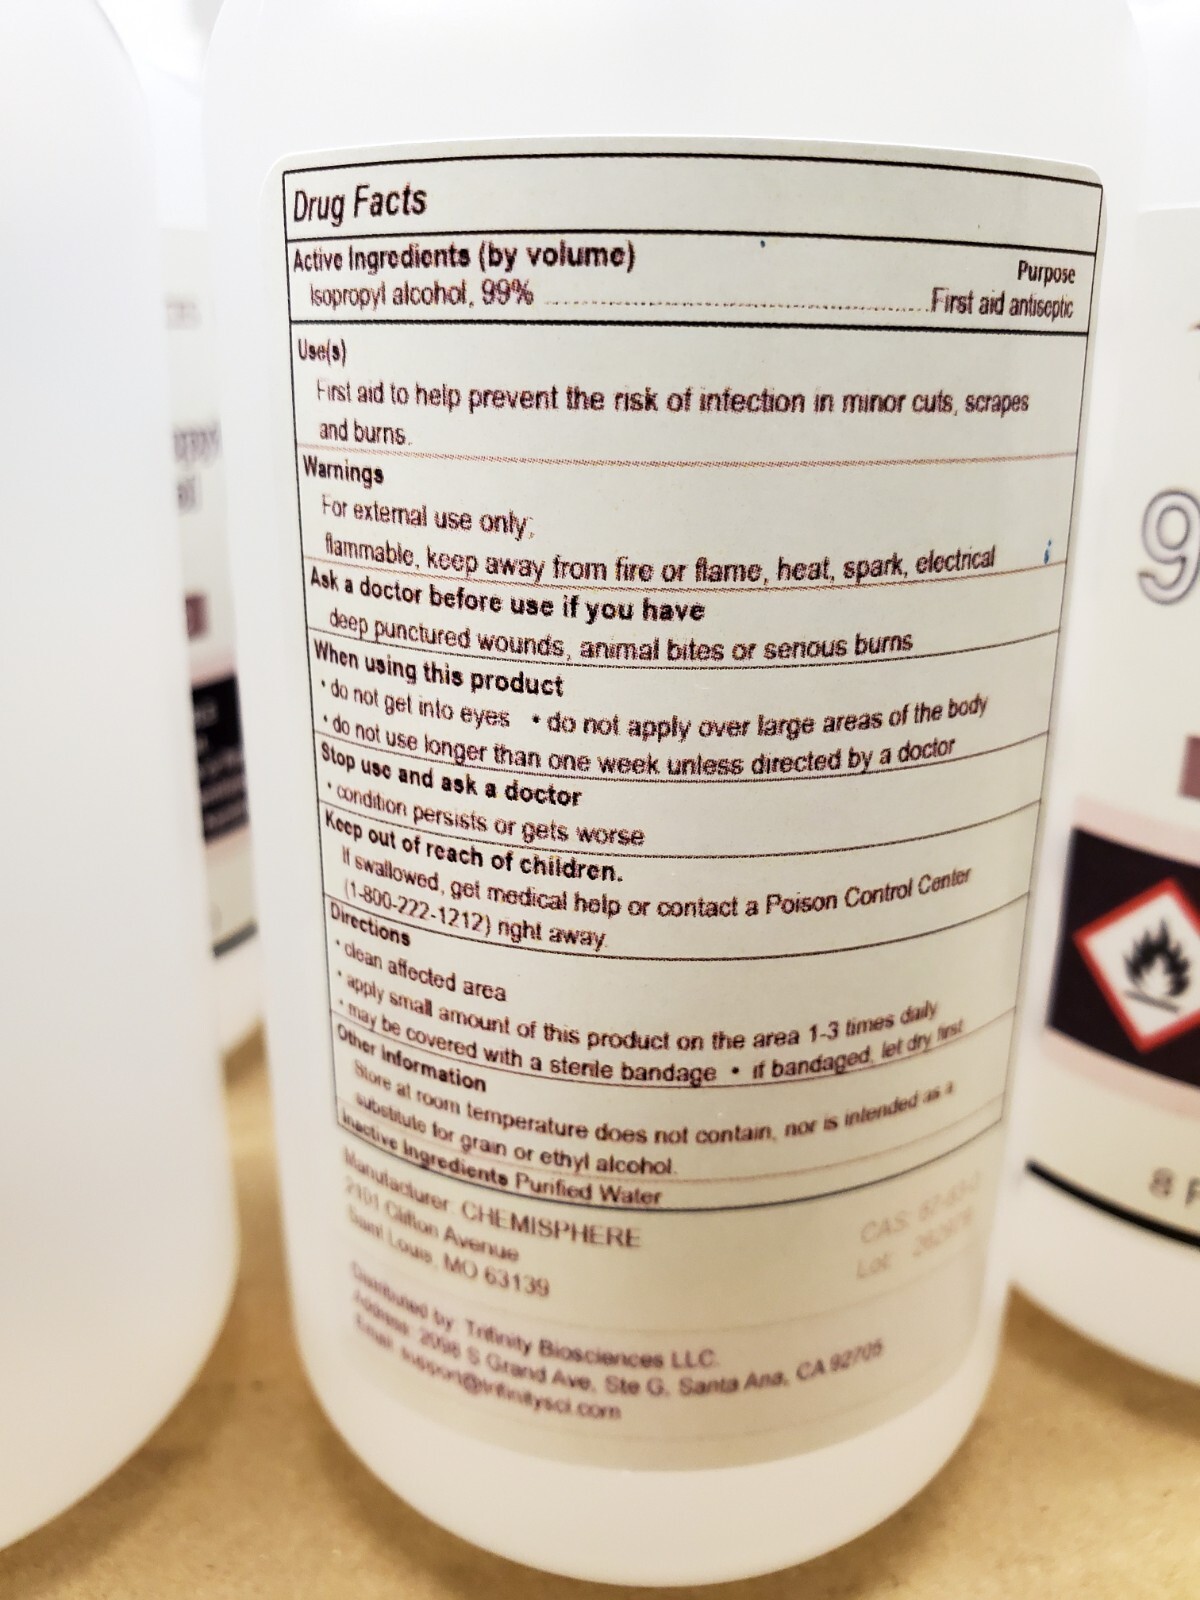 Drug Facts
Active Ingredients (by volume)
Purpose
Isopropyl alcohol, 99% ........................................ First aid antiseptic
Use(s)
First aid to help prevent the risk of infection in minor cuts, scrapes
and burns.
Warnings
For external use only;
flammable, keep away from fire or flame, heat, spark, electrical
Ask a doctor before use if you have
deep punctured wounds, animal bites or serious burns
When using this product
• do not get into eyes • do not apply over large areas of the body
• do not use longer than one week unless directed by a doctor
Stop use and ask a doctor
• condition persists or gets worse
Keep out of reach of children.
If swallowed, get medical help or contact a Poison Control Center
(1-800-222-1212) right away.
Directions
• clean affected area
• apply small amount of this product on the area 1-3 times daily
• may be covered with a sterile bandage • if bandaged, let dry first
Other information
Store at room temperature does not contain, nor is intended as a
substitute for grain or ethyl alcohol.
Inactive Ingredients Purified Water
Manufacturer: CHEMISPHERE
2101 Clifton Avenue
Saint Louis, MO 63139
CAS: 67-63-0
Lot:
Distributed by: Trifinity Biosciences LLC.
Address: 2098 S Grand Ave, Ste G, Santa Ana, CA 92705
Email: support@trifinitysci.com
9
8 F